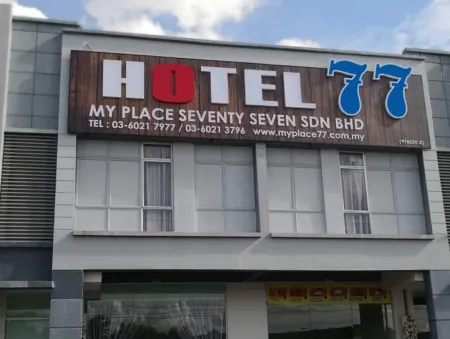 HOTEL 77
MY PLACE SEVENTY SEVEN SDN BHD
TEL : 03-6021 7977 / 03-6021 3796 www.myplace77.com.my